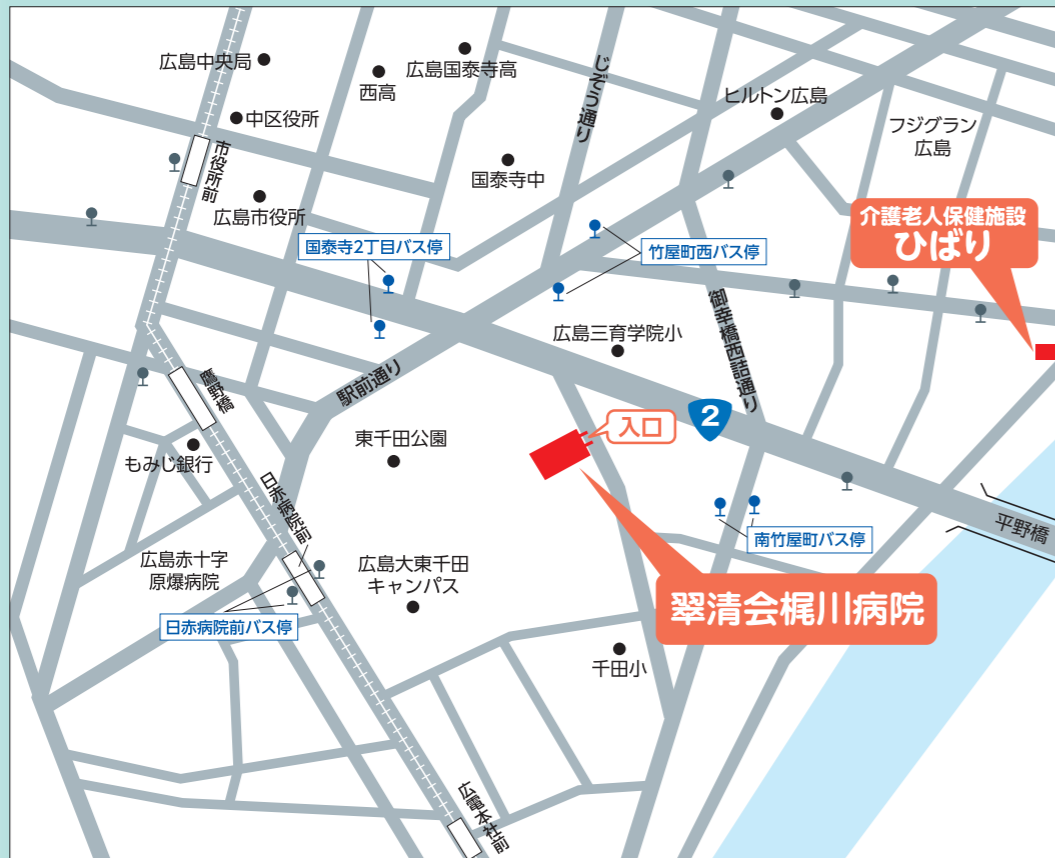 広島中央局
西高
広島国泰寺高
じぞう通り
ヒルトン広島
中区役所
フジグラン
広島
市役所前
国泰寺中
広島市役所
介護老人保健施設
ひばり
国泰寺2丁目バス停
竹屋町西バス停
御幸橋西詰通り
広島三育学院小
鷹野橋
駅前通り
2
入口
東千田公園
もみじ銀行
日赤病院前
平野橋
南竹屋町バス停
広島赤十字
原爆病院
広島大東千田
キャンパス
翠清会梶川病院
日赤病院前バス停
千田小
広電本社前